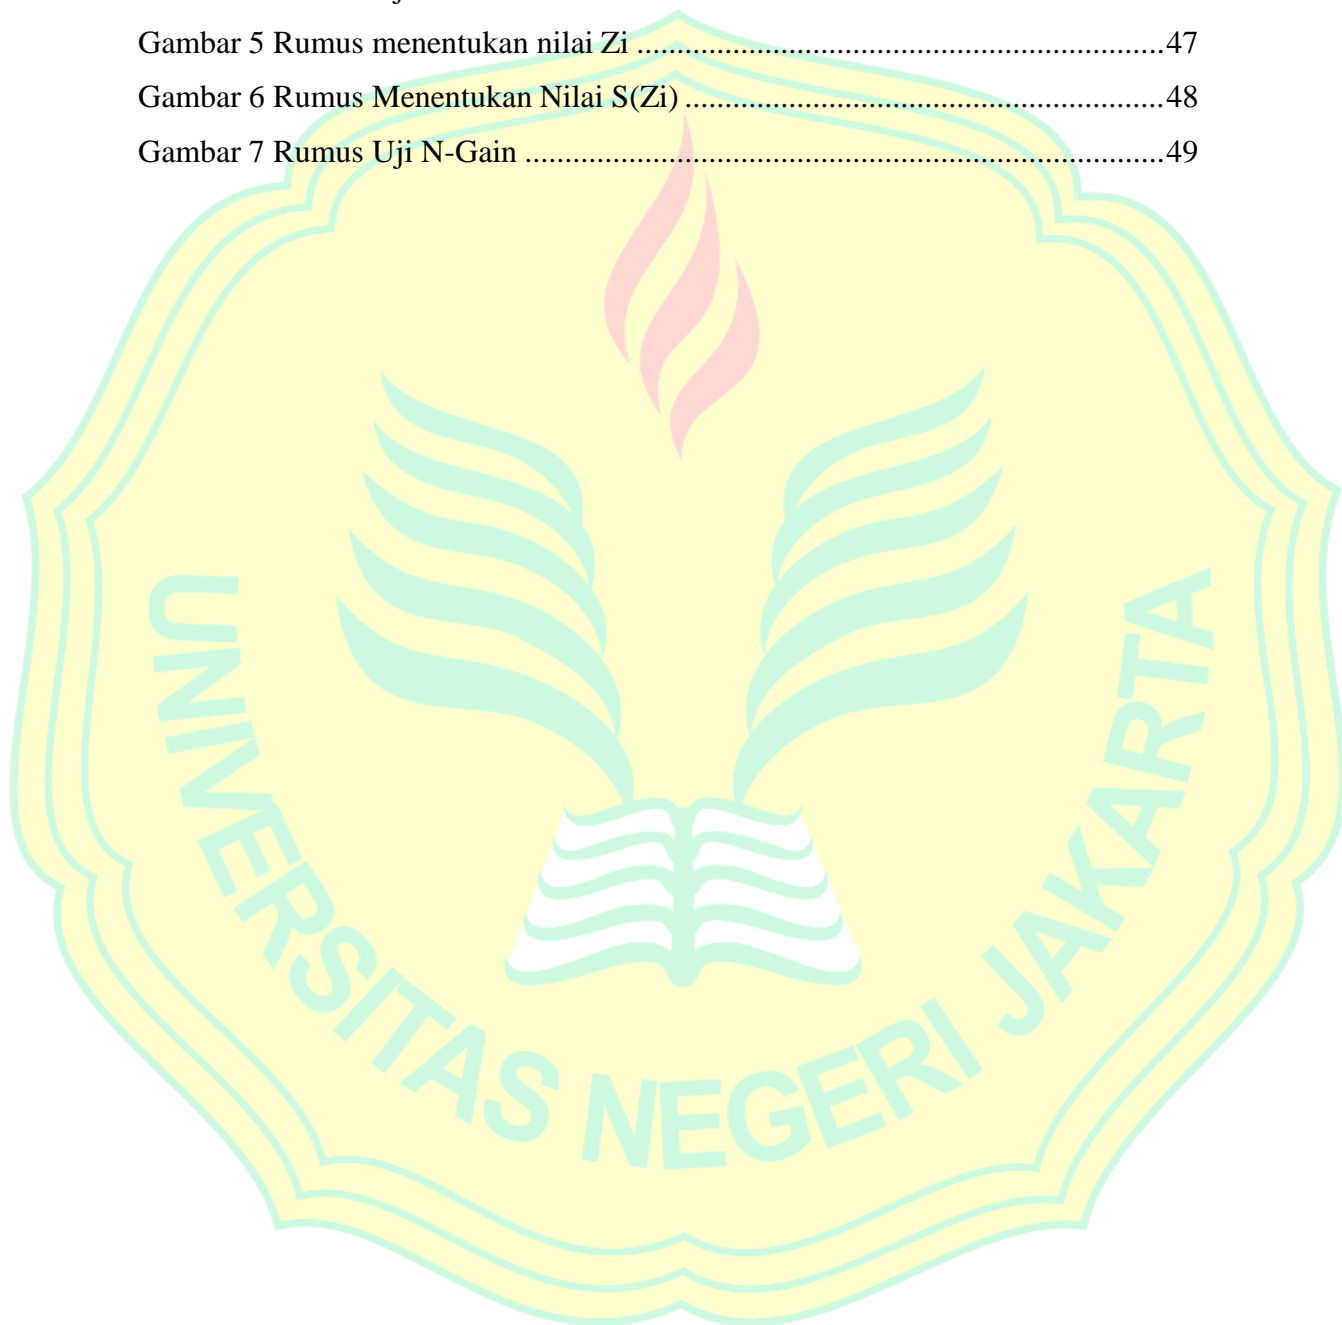 Gambar 5 Rumus menentukan nilai Zi ..................................................................47
Gambar 6 Rumus Menentukan Nilai S(Zi) ............................................................48
Gambar 7 Rumus Uji N-Gain ................................................................................49
UNIVERSITAS NEGERI JAKARTA